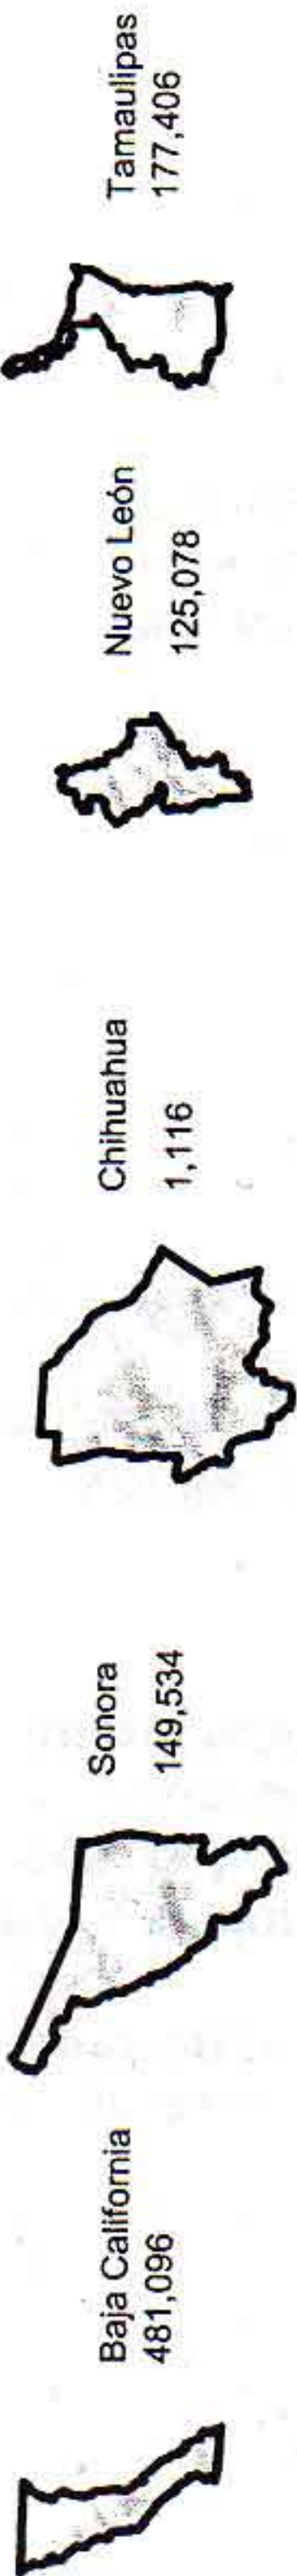 Baja California
481,096
Sonora
149,534
Chihuahua
1,116
Nuevo León
125,078
Tamaulipas
177,406